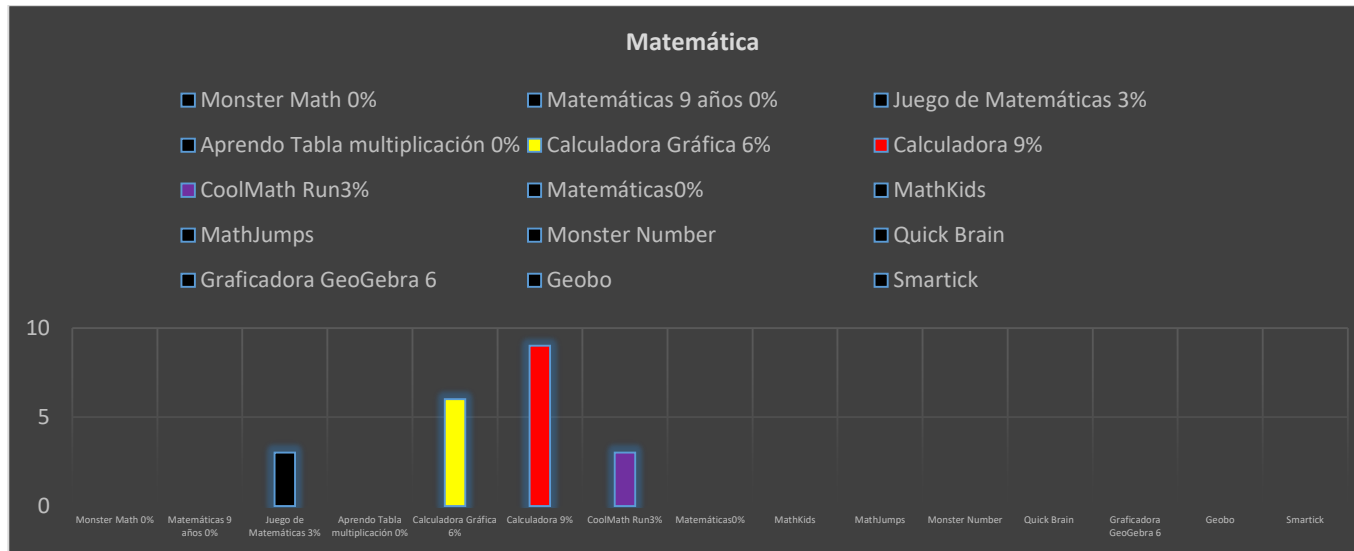 Matemática
Monster Math 0% Matemáticas 9 años 0% Juego de Matemáticas 3%
Aprendo Tabla multiplicación 0% Calculadora Gráfica 6% Calculadora 9%
CoolMath Run3% Matemáticas0% MathKids
MathJumps Monster Number Quick Brain
Graficadora GeoGebra 6 Geobo Smartick
10
5
0
Monster Math 0% Matemáticas 9 Juego de Aprendo Tabla Calculadora Gráfica Calculadora 9% CoolMath Run3% Matemáticas0% MathKids MathJumps Monster Number Quick Brain Graficadora Geobo Smartick
años 0% Matemáticas 3% multiplicación 0% 6% GeoGebra 6